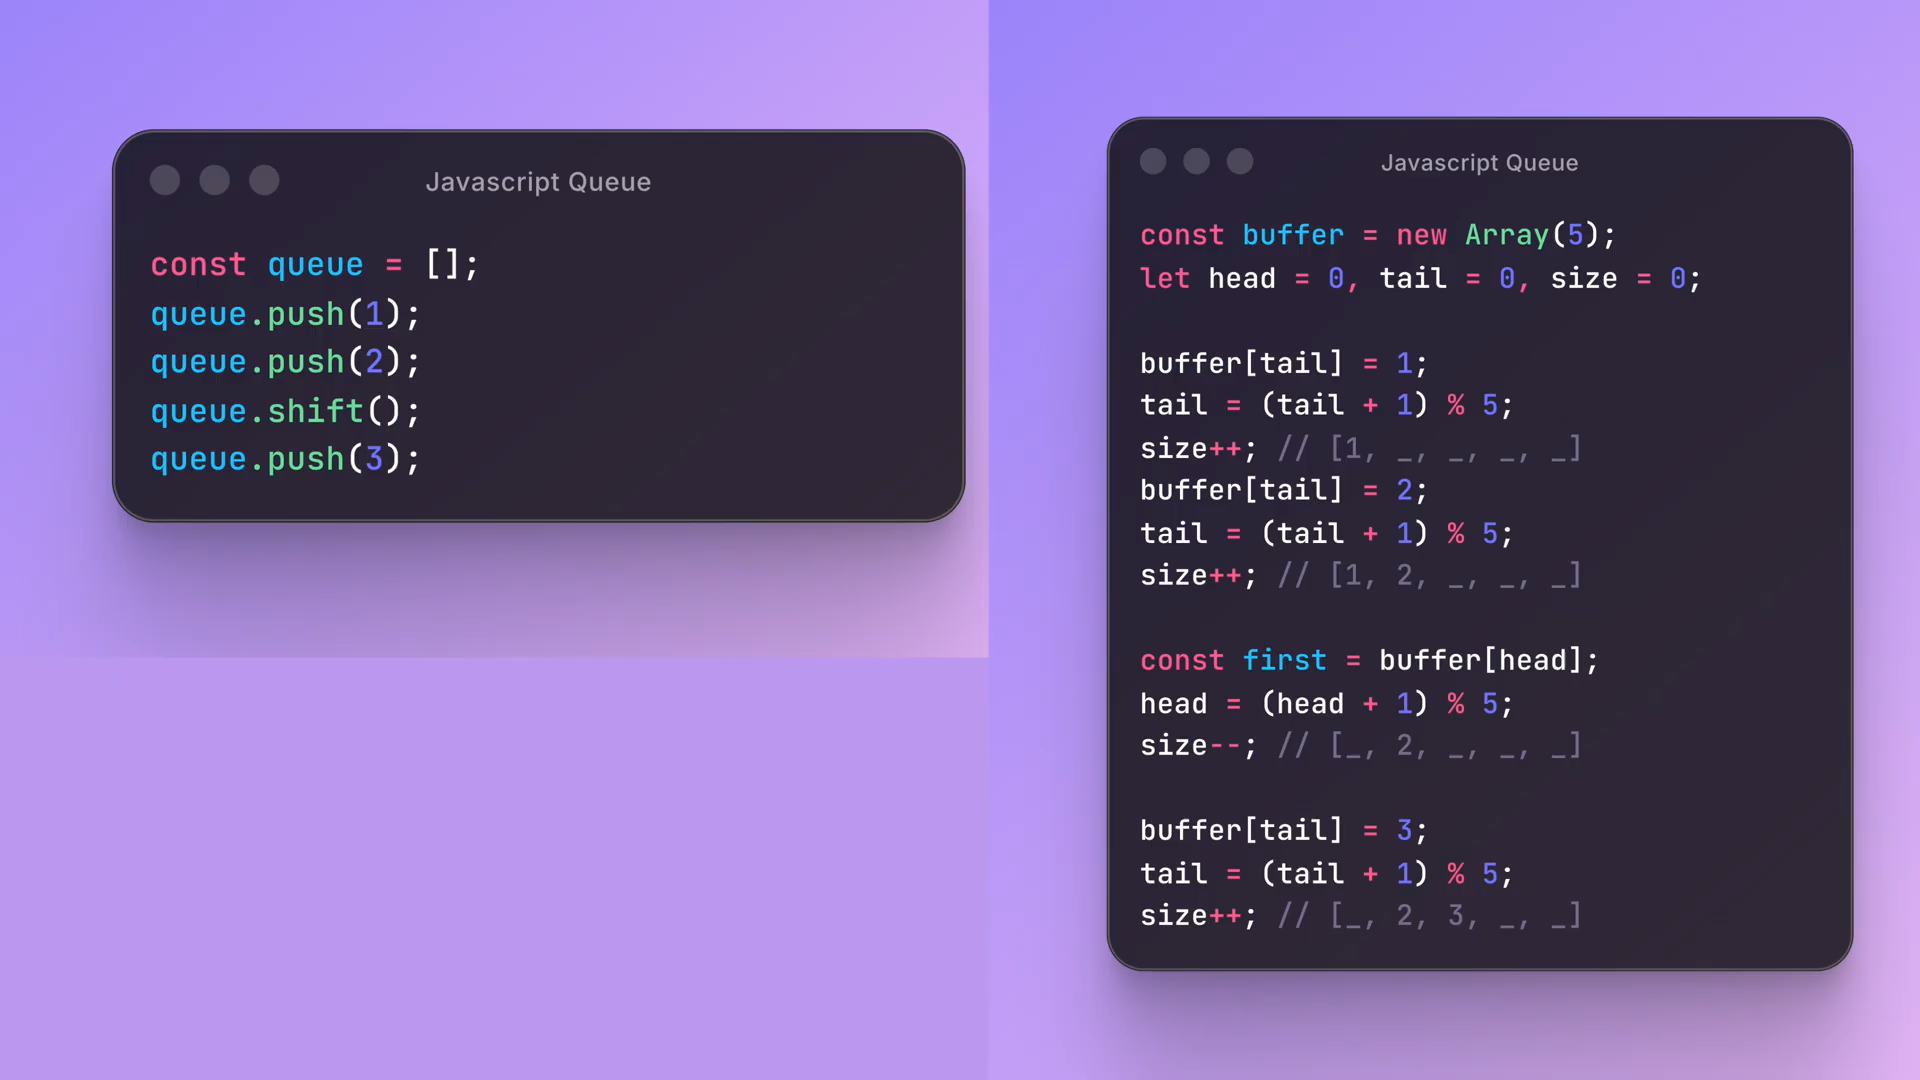 Javascript Queue
const queue = [];
queue.push(1);
queue.push(2);
queue.shift();
queue.push(3);
Javascript Queue
const buffer = new Array(5);
let head = 0, tail = 0, size = 0;
buffer[tail] = 1;
tail = (tail + 1) % 5;
size++; // [1, _, _, _, _]
buffer[tail] = 2;
tail = (tail + 1) % 5;
size++; // [1, 2, _, _, _]
const first = buffer[head];
head = (head + 1) % 5;
size--; // [_, 2, _, _, _]
buffer[tail] = 3;
tail = (tail + 1) % 5;
size++; // [_, 2, 3, _, _]